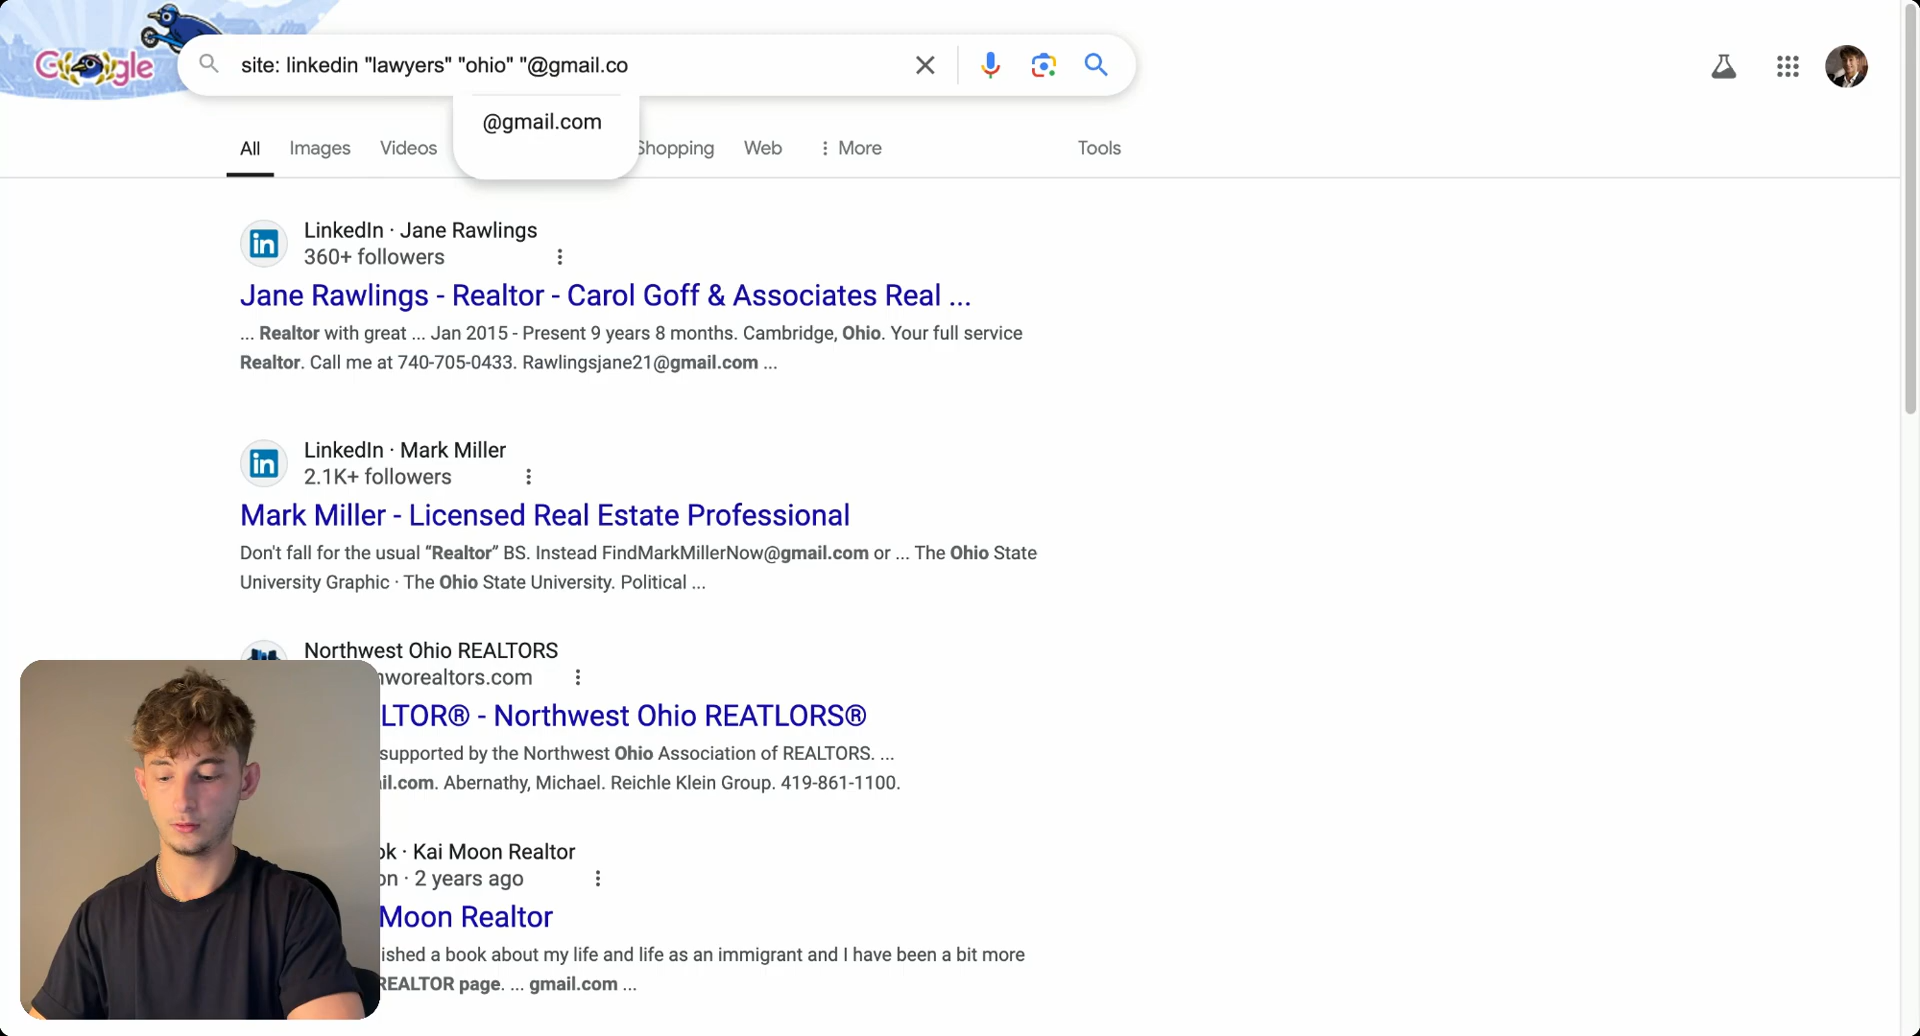 Google
site: linkedin "lawyers" "ohio" "@gmail.co
@gmail.com
All Images Videos Shopping Web More Tools
LinkedIn · Jane Rawlings
360+ followers
Jane Rawlings - Realtor - Carol Goff & Associates Real ...
... Realtor with great ... Jan 2015 - Present 9 years 8 months. Cambridge, Ohio. Your full service
Realtor. Call me at 740-705-0433. Rawlingsjane21@gmail.com ...
LinkedIn · Mark Miller
2.1K+ followers
Mark Miller - Licensed Real Estate Professional
Don't fall for the usual “Realtor” BS. Instead FindMarkMillerNow@gmail.com or ... The Ohio State
University Graphic · The Ohio State University. Political ...
Northwest Ohio REALTORS
nworealtors.com
LTOR® - Northwest Ohio REATLORS®
supported by the Northwest Ohio Association of REALTORS. ...
il.com. Abernathy, Michael. Reichle Klein Group. 419-861-1100.
ok · Kai Moon Realtor
on · 2 years ago
Moon Realtor
ished a book about my life and life as an immigrant and I have been a bit more
REALTOR page. ... gmail.com ...